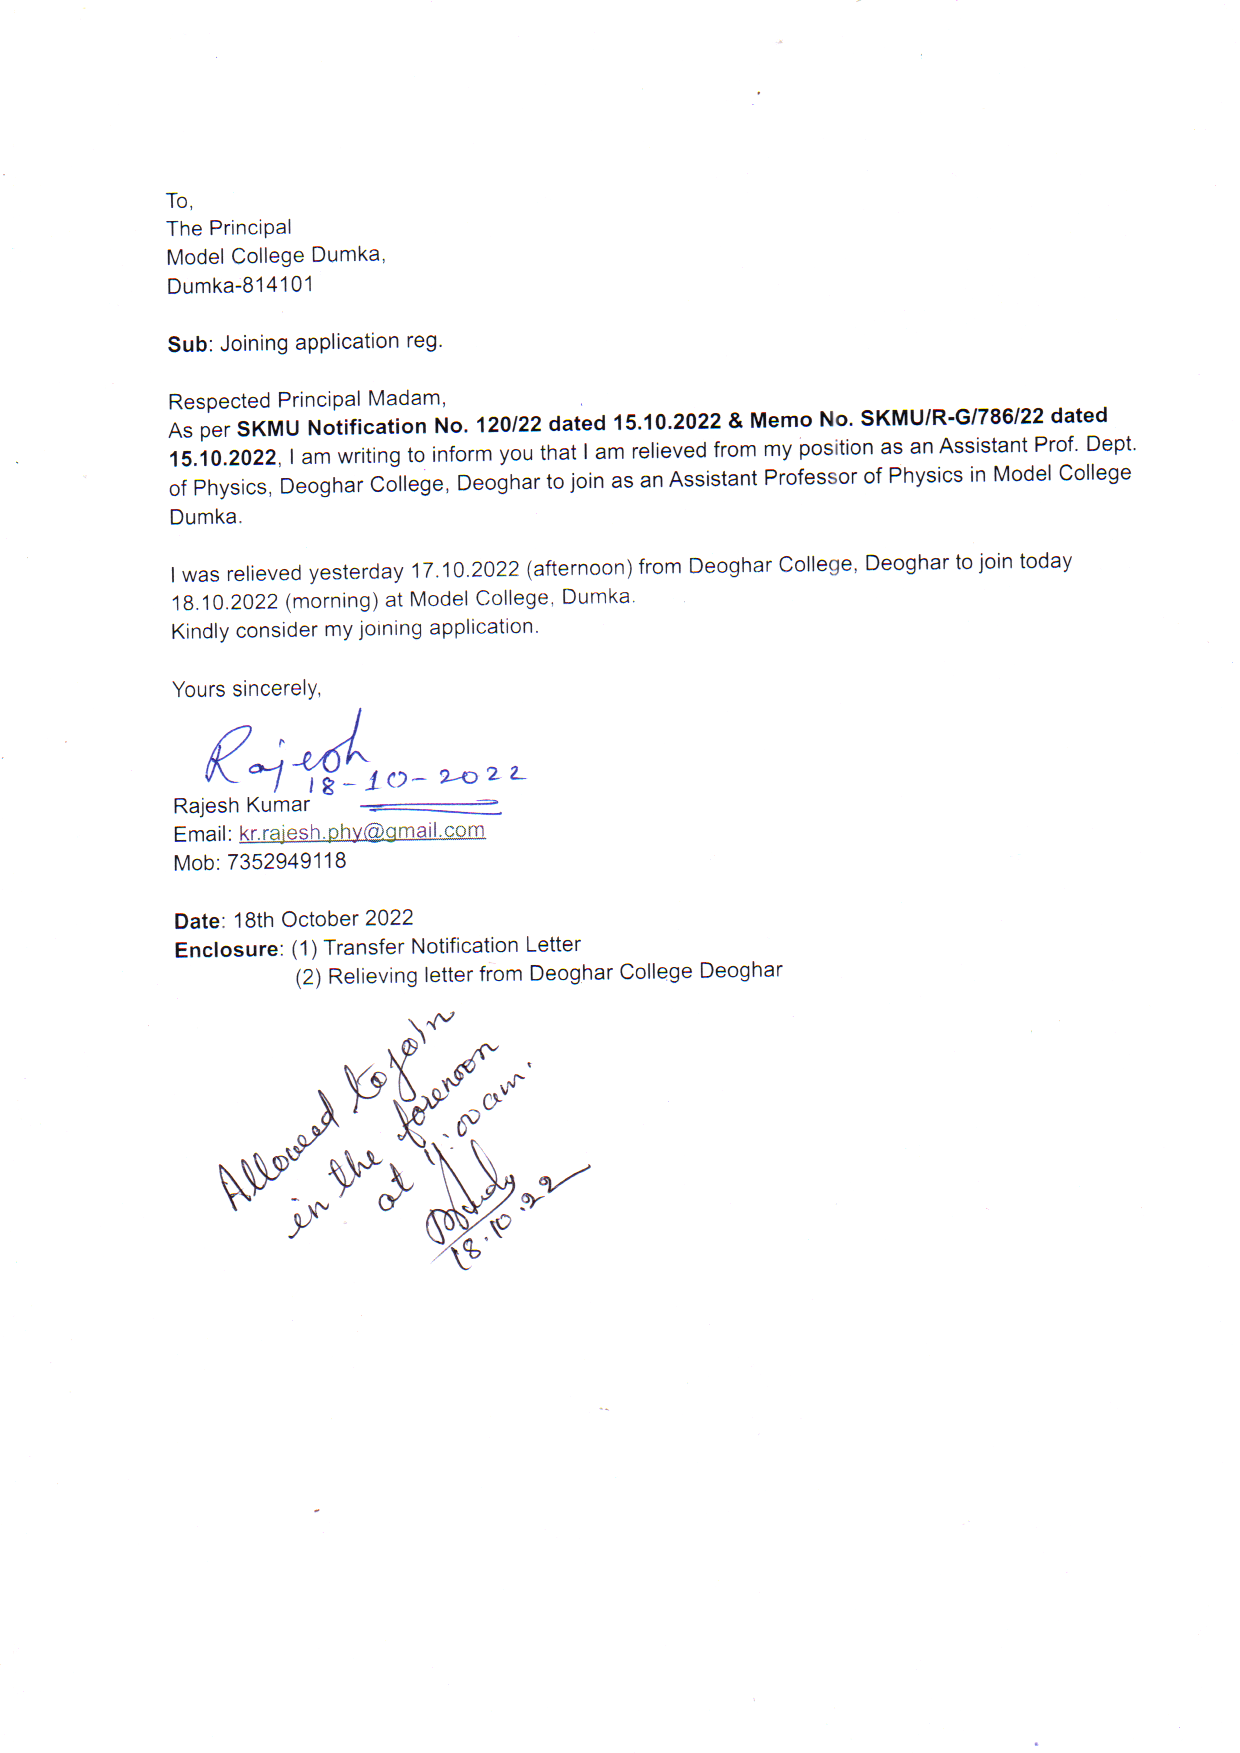 To,
The Principal
Model College Dumka,
Dumka-814101
Sub: Joining application reg.
Respected Principal Madam,
As per SKMU Notification No. 120/22 dated 15.10.2022 & Memo No. SKMU/R-G/786/22 dated
15.10.2022, I am writing to inform you that I am relieved from my position as an Assistant Prof. Dept.
of Physics, Deoghar College, Deoghar to join as an Assistant Professor of Physics in Model College
Dumka.
I was relieved yesterday 17.10.2022 (afternoon) from Deoghar College, Deoghar to join today
18.10.2022 (morning) at Model College, Dumka.
Kindly consider my joining application.
Yours sincerely,
Rajesh
18-10-2022
Rajesh Kumar
Email: kr.rajesh.phy@gmail.com
Mob: 7352949118
Date: 18th October 2022
Enclosure: (1) Transfer Notification Letter
(2) Relieving letter from Deoghar College Deoghar
Allowed to join
in the forenoon
at 11:00 am.
18.10.22